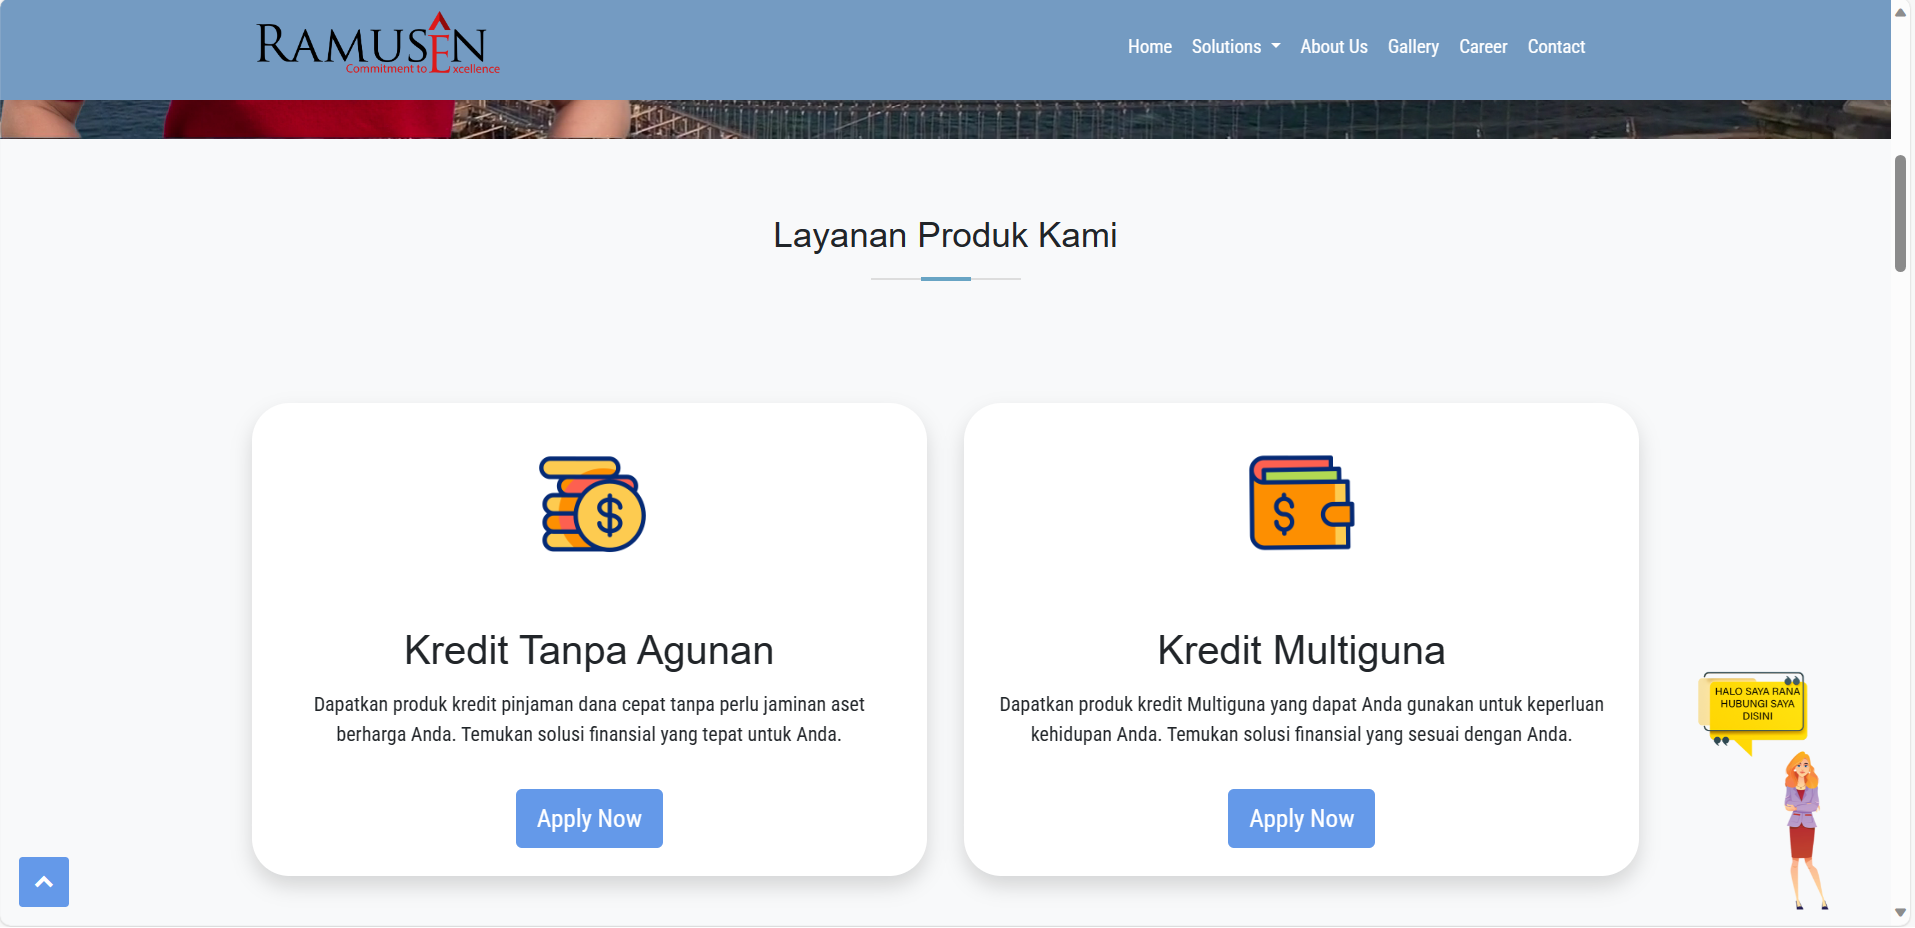 RAMUSEN
Commitment to Excellence
Home Solutions About Us Gallery Career Contact
Layanan Produk Kami
Kredit Tanpa Agunan
Dapatkan produk kredit pinjaman dana cepat tanpa perlu jaminan aset
berharga Anda. Temukan solusi finansial yang tepat untuk Anda.
Apply Now
Kredit Multiguna
Dapatkan produk kredit Multiguna yang dapat Anda gunakan untuk keperluan
kehidupan Anda. Temukan solusi finansial yang sesuai dengan Anda.
Apply Now
HALO SAYA RANA
HUBUNGI SAYA
DISINI